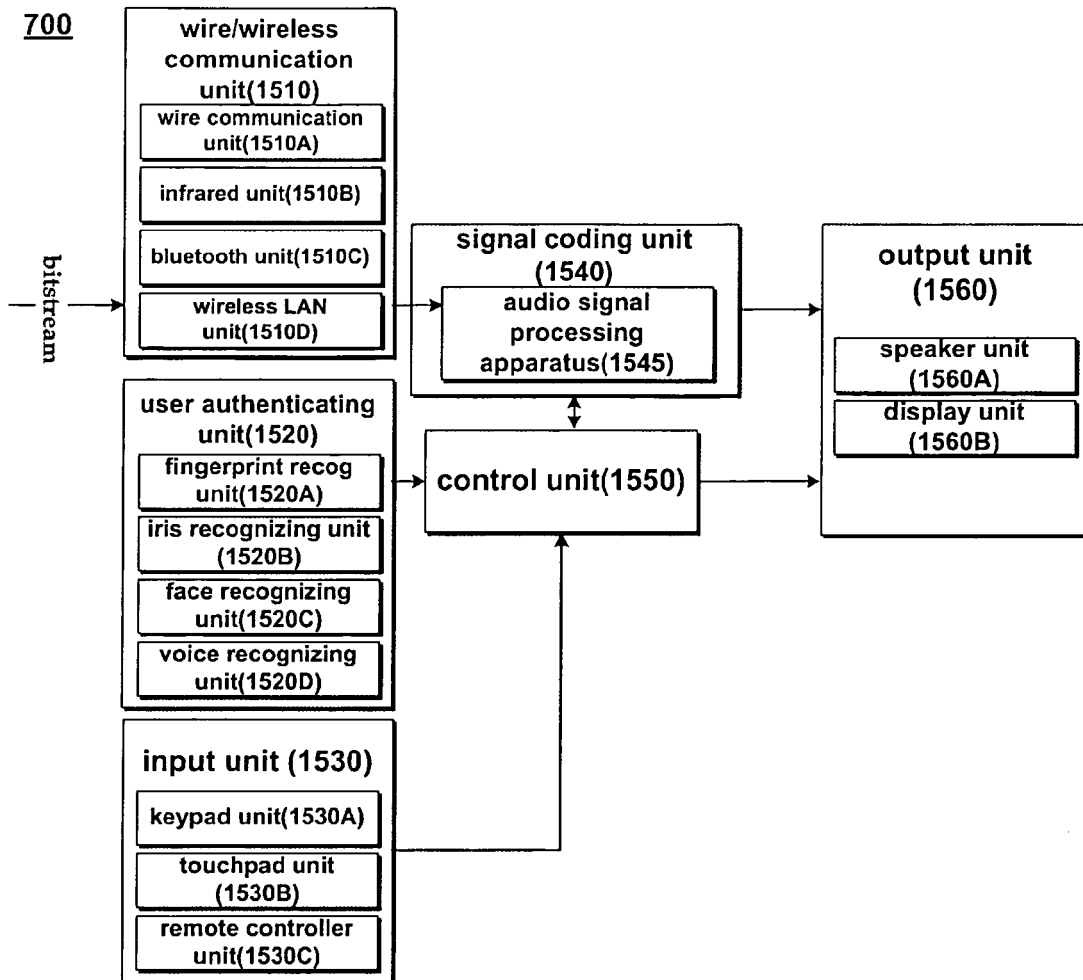 700
wire/wireless
communication
unit(1510)
wire communication
unit(1510A)
infrared unit(1510B)
bluetooth unit(1510C)
wireless LAN
unit(1510D)
bitstream
user authenticating
unit(1520)
fingerprint recog
unit(1520A)
iris recognizing unit
(1520B)
face recognizing
unit(1520C)
voice recognizing
unit(1520D)
input unit (1530)
keypad unit(1530A)
touchpad unit
(1530B)
remote controller
unit(1530C)
signal coding unit
(1540)
audio signal
processing
apparatus(1545)
control unit(1550)
output unit
(1560)
speaker unit
(1560A)
display unit
(1560B)